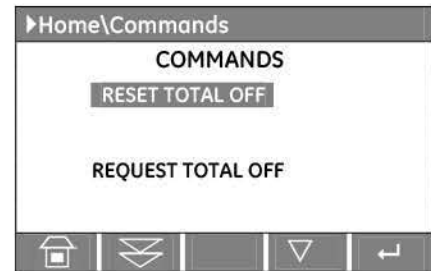 ▶Home\Commands
COMMANDS
RESET TOTAL OFF
REQUEST TOTAL OFF